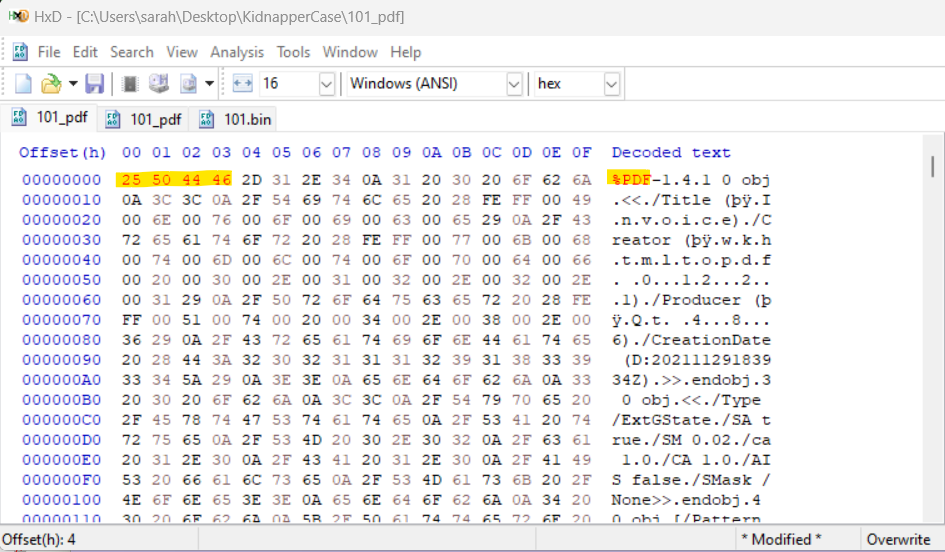 HxD - [C:\Users\sarah\Desktop\KidnapperCase\101_pdf]
File Edit Search View Analysis Tools Window Help
16 Windows (ANSI) hex
101_pdf 101_pdf 101.bin
Offset(h) 00 01 02 03 04 05 06 07 08 09 0A 0B 0C 0D 0E 0F Decoded text
00000000 25 50 44 46 2D 31 2E 34 0A 31 20 30 20 6F 62 6A %PDF-1.4.1 0 obj
00000010 0A 3C 3C 0A 2F 54 69 74 6C 65 20 28 FE FF 00 49 .<<./Title (þÿ.I
00000020 00 6E 00 76 00 6F 00 69 00 63 00 65 29 0A 2F 43 .n.v.o.i.c.e)./C
00000030 72 65 61 74 6F 72 20 28 FE FF 00 77 00 6B 00 68 reator (þÿ.w.k.h
00000040 00 74 00 6D 00 6C 00 74 00 6F 00 70 00 64 00 66 .t.m.l.t.o.p.d.f
00000050 00 20 00 30 00 2E 00 31 00 32 00 2E 00 32 00 2E . .0...1.2...2..
00000060 00 31 29 0A 2F 50 72 6F 64 75 63 65 72 20 28 FE .1)./Producer (þ
00000070 FF 00 51 00 74 00 20 00 34 00 2E 00 38 00 2E 00 ÿ.Q.t. .4...8...
00000080 36 29 0A 2F 43 72 65 61 74 69 6F 6E 44 61 74 65 6)./CreationDate
00000090 20 28 44 3A 32 30 32 31 31 31 32 39 31 38 33 39 (D:202111291839
000000A0 33 34 5A 29 0A 3E 3E 0A 65 6E 64 6F 62 6A 0A 33 34Z).>>.endobj.3
000000B0 20 30 20 6F 62 6A 0A 3C 3C 0A 2F 54 79 70 65 20 0 obj.<<./Type
000000C0 2F 45 78 74 47 53 74 61 74 65 0A 2F 53 41 20 74 /ExtGState./SA t
000000D0 72 75 65 0A 2F 53 4D 20 30 2E 30 32 0A 2F 63 61 rue./SM 0.02./ca
000000E0 20 31 2E 30 0A 2F 43 41 20 31 2E 30 0A 2F 41 49 1.0./CA 1.0./AI
000000F0 53 20 66 61 6C 73 65 0A 2F 53 4D 61 73 6B 20 2F S false./SMask /
00000100 4E 6F 6E 65 3E 3E 0A 65 6E 64 6F 62 6A 0A 34 20 None>>.endobj.4
00000110 30 20 6F 62 6A 0A 5B 2F 50 61 74 74 65 72 6E 20 0 obj.[/Pattern
Offset(h): 4 * Modified * Overwrite